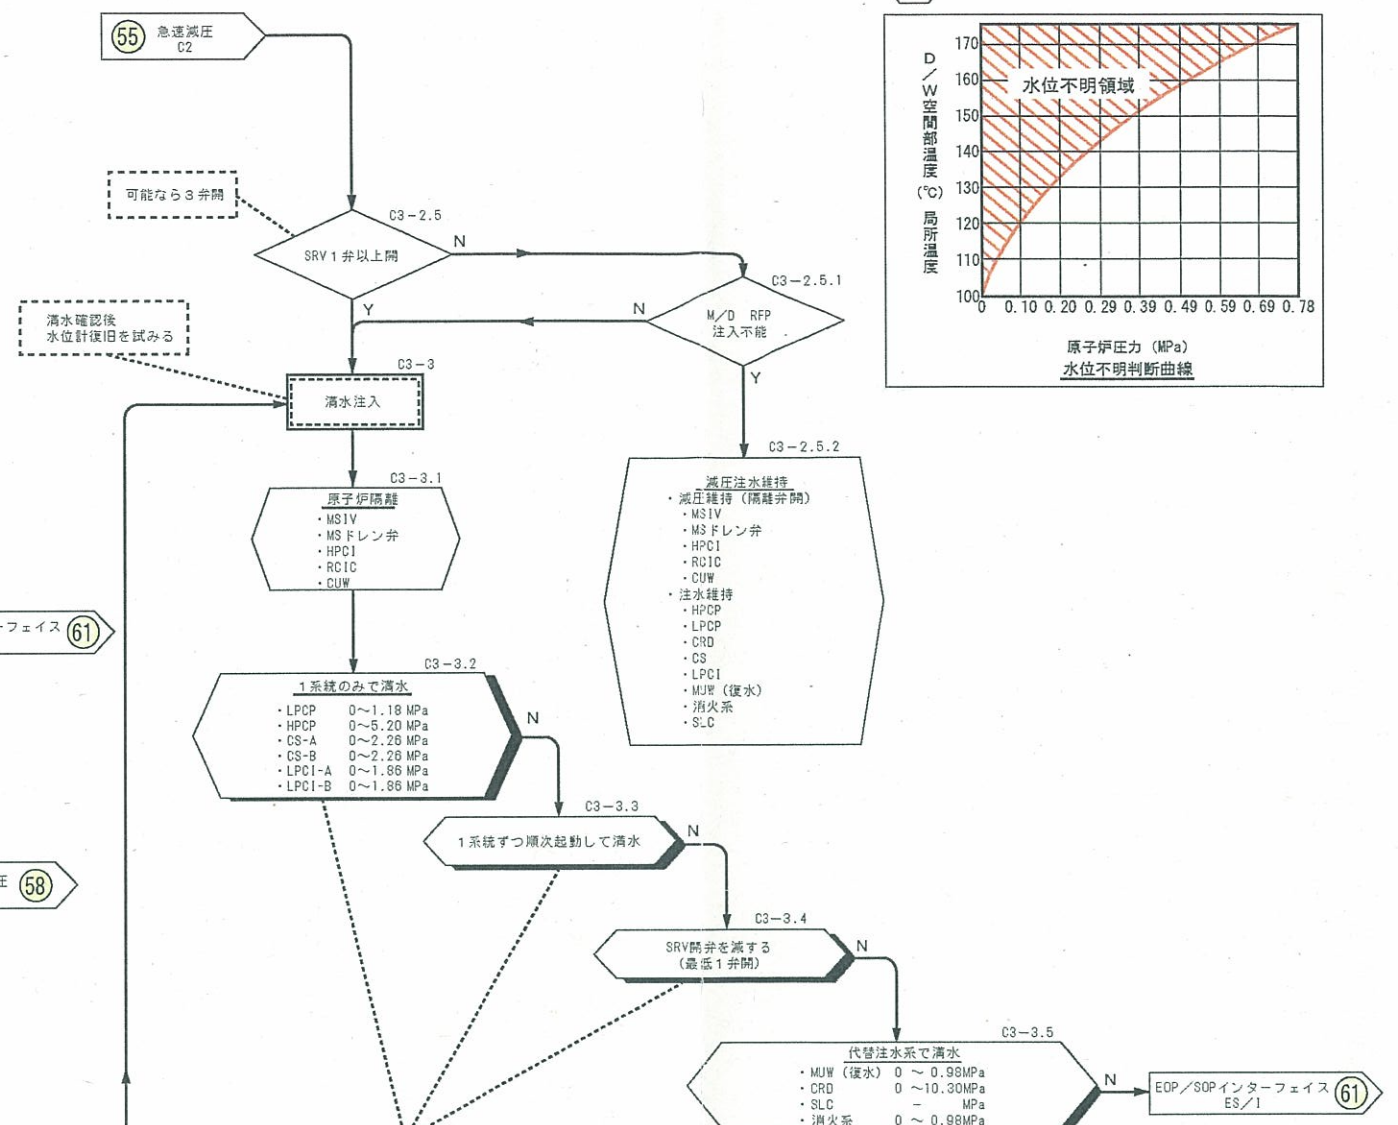 55 急速減圧
C2
可能なら3弁開
C3-2.5
SRV1弁以上開
N
Y
C3-2.5.1
M/D RFP
注入不能
N
Y
満水確認後
水位計復旧を試みる
C3-3
満水注入
C3-3.1
原子炉隔離
・MSIV
・MSドレン弁
・HPCI
・RCIC
・CUW
C3-2.5.2
減圧注水維持
・減圧維持(隔離弁開)
・MSIV
・MSドレン弁
・HPCI
・RCIC
・CUW
・注水維持
・HPCP
・LPCP
・CRD
・CS
・LPCI
・MUW(復水)
・消火系
・SLC
ーフェイス 61
C3-3.2
1系統のみで満水
・LPCP 0~1.18 MPa
・HPCP 0~5.20 MPa
・CS-A 0~2.26 MPa
・CS-B 0~2.26 MPa
・LPCI-A 0~1.86 MPa
・LPCI-B 0~1.86 MPa
N
C3-3.3
1系統ずつ順次起動して満水
N
圧 58
C3-3.4
SRV開弁を減する
(最低1弁開)
N
C3-3.5
代替注水系で満水
・MUW(復水) 0 ~ 0.98MPa
・CRD 0 ~10.30MPa
・SLC - MPa
・消火系 0 ~ 0.98MPa
N
EOP/SOPインターフェイス 61
ES/I
D/W空間部温度(℃)局所温度
170
160
150
140
130
120
110
100
水位不明領域
0 0.10 0.20 0.29 0.39 0.49 0.59 0.69 0.78
原子炉圧力(MPa)
水位不明判断曲線